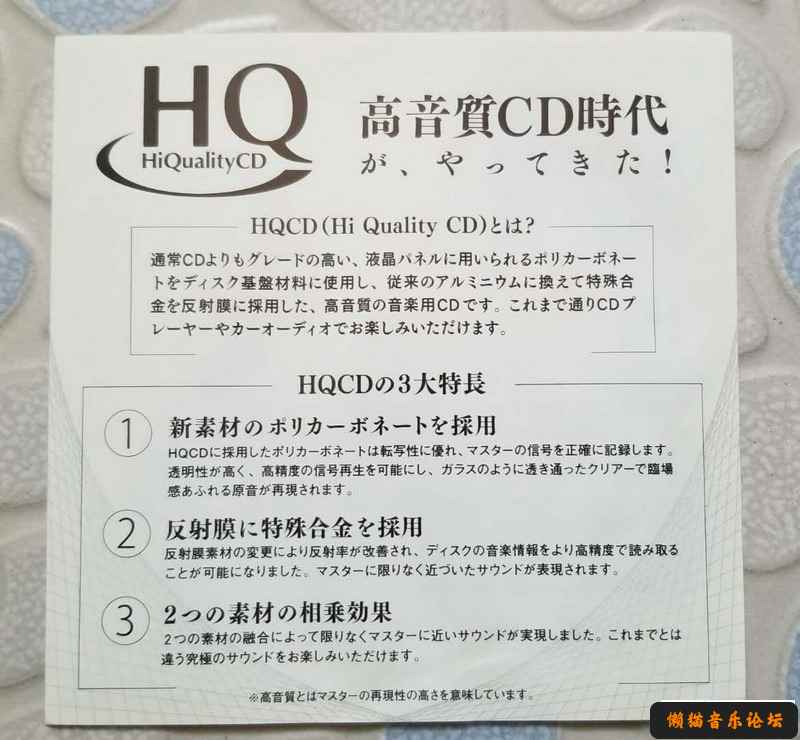 HQ
HiQualityCD
高音質CD時代
が、やってきた!
HQCD(Hi Quality CD)とは?
通常CDよりもグレードの高い、液晶パネルに用いられるポリカーボネー
トをディスク基盤材料に使用し、従来のアルミニウムに換えて特殊合
金を反射膜に採用した、高音質の音楽用CDです。これまで通りCDプ
レーヤーやカーオーディオでお楽しみいただけます。
HQCDの3大特長
1 新素材のポリカーボネートを採用
HQCDに採用したポリカーボネートは転写性に優れ、マスターの信号を正確に記録します。
透明性が高く、高精度の信号再生を可能にし、ガラスのように透き通ったクリアーで臨場
感あふれる原音が再現されます。
2 反射膜に特殊合金を採用
反射膜素材の変更により反射率が改善され、ディスクの音楽情報をより高精度で読み取る
ことが可能になりました。マスターに限りなく近づいたサウンドが表現されます。
3 2つの素材の相乗効果
2つの素材の融合によって限りなくマスターに近いサウンドが実現しました。これまでとは
違う究極のサウンドをお楽しみいただけます。
※高音質とはマスターの再現性の高さを意味しています。
懒猫音乐论坛